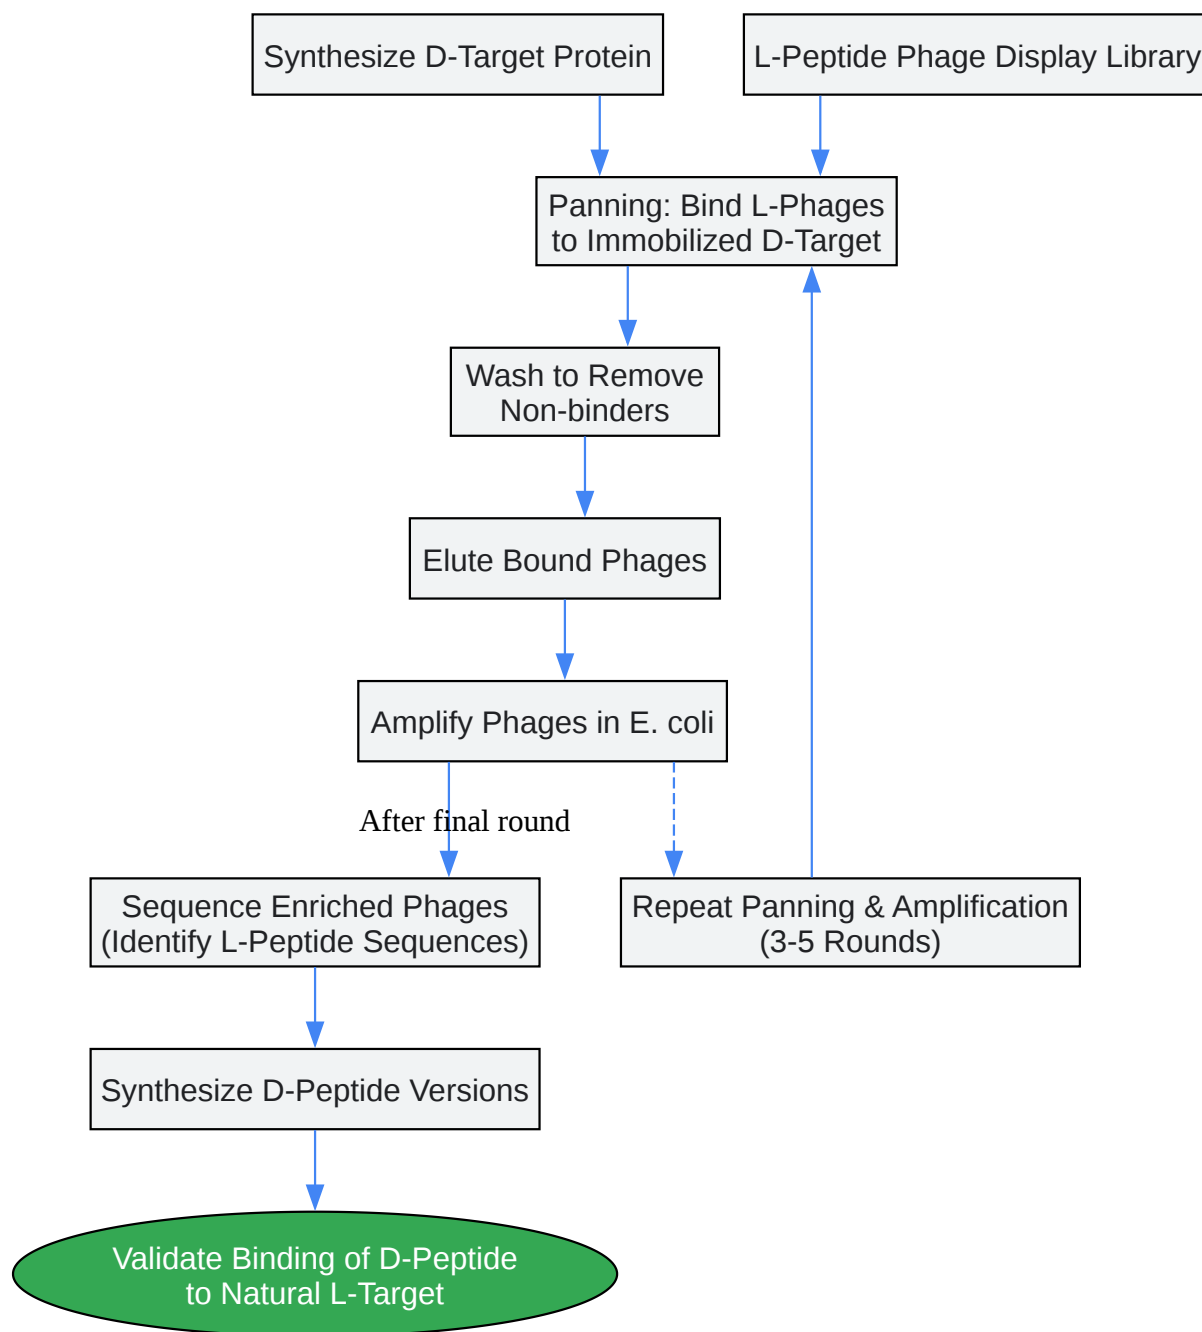 Synthesize D-Target Protein
L-Peptide Phage Display Library
Panning: Bind L-Phages
to Immobilized D-Target
Wash to Remove
Non-binders
Elute Bound Phages
Amplify Phages in E. coli
After final round
Sequence Enriched Phages
(Identify L-Peptide Sequences)
Repeat Panning & Amplification
(3-5 Rounds)
Synthesize D-Peptide Versions
Validate Binding of D-Peptide
to Natural L-Target